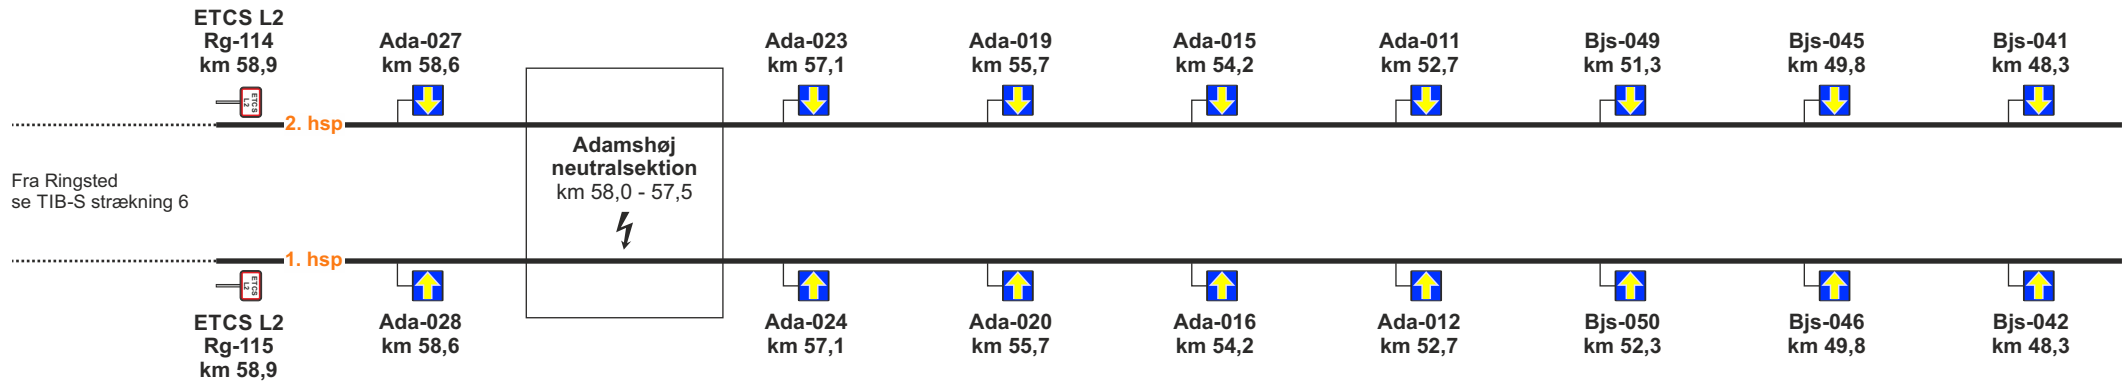 ETCS L2
Rg-114
km 58,9
Ada-027
km 58,6
Ada-023
km 57,1
Ada-019
km 55,7
Ada-015
km 54,2
Ada-011
km 52,7
Bjs-049
km 51,3
Bjs-045
km 49,8
Bjs-041
km 48,3
ETCS
L2
2. hsp
Adamshøj
neutralsektion
km 58,0 - 57,5
Fra Ringsted
se TIB-S strækning 6
1. hsp
ETCS
L2
ETCS L2
Rg-115
km 58,9
Ada-028
km 58,6
Ada-024
km 57,1
Ada-020
km 55,7
Ada-016
km 54,2
Ada-012
km 52,7
Bjs-050
km 52,3
Bjs-046
km 49,8
Bjs-042
km 48,3